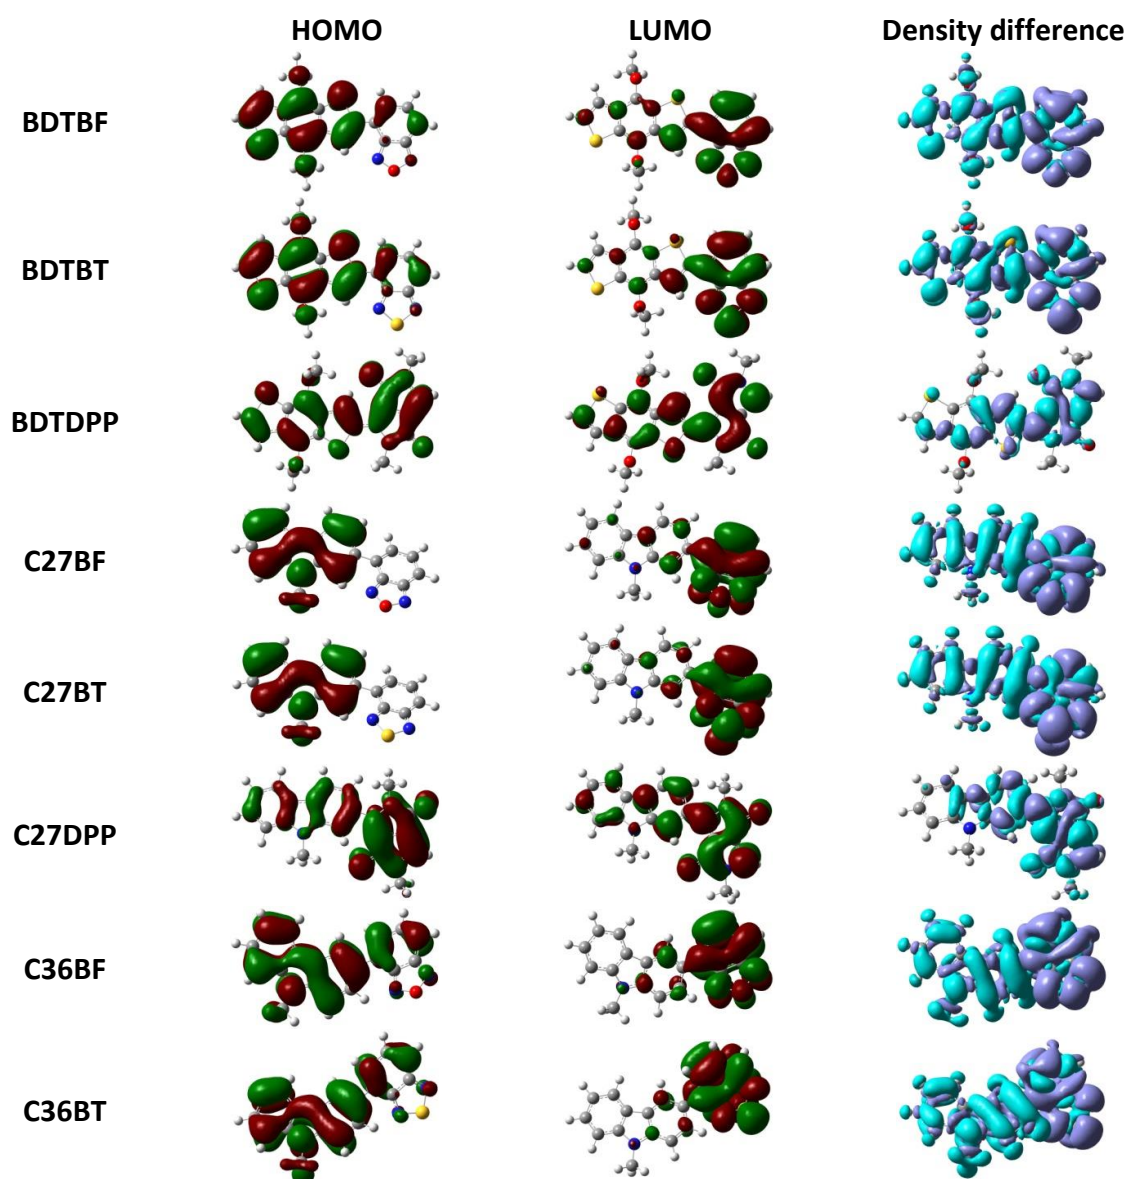 HOMO LUMO Density difference
BDTBF
BDTBT
BDTDPP
C27BF
C27BT
C27DPP
C36BF
C36BT